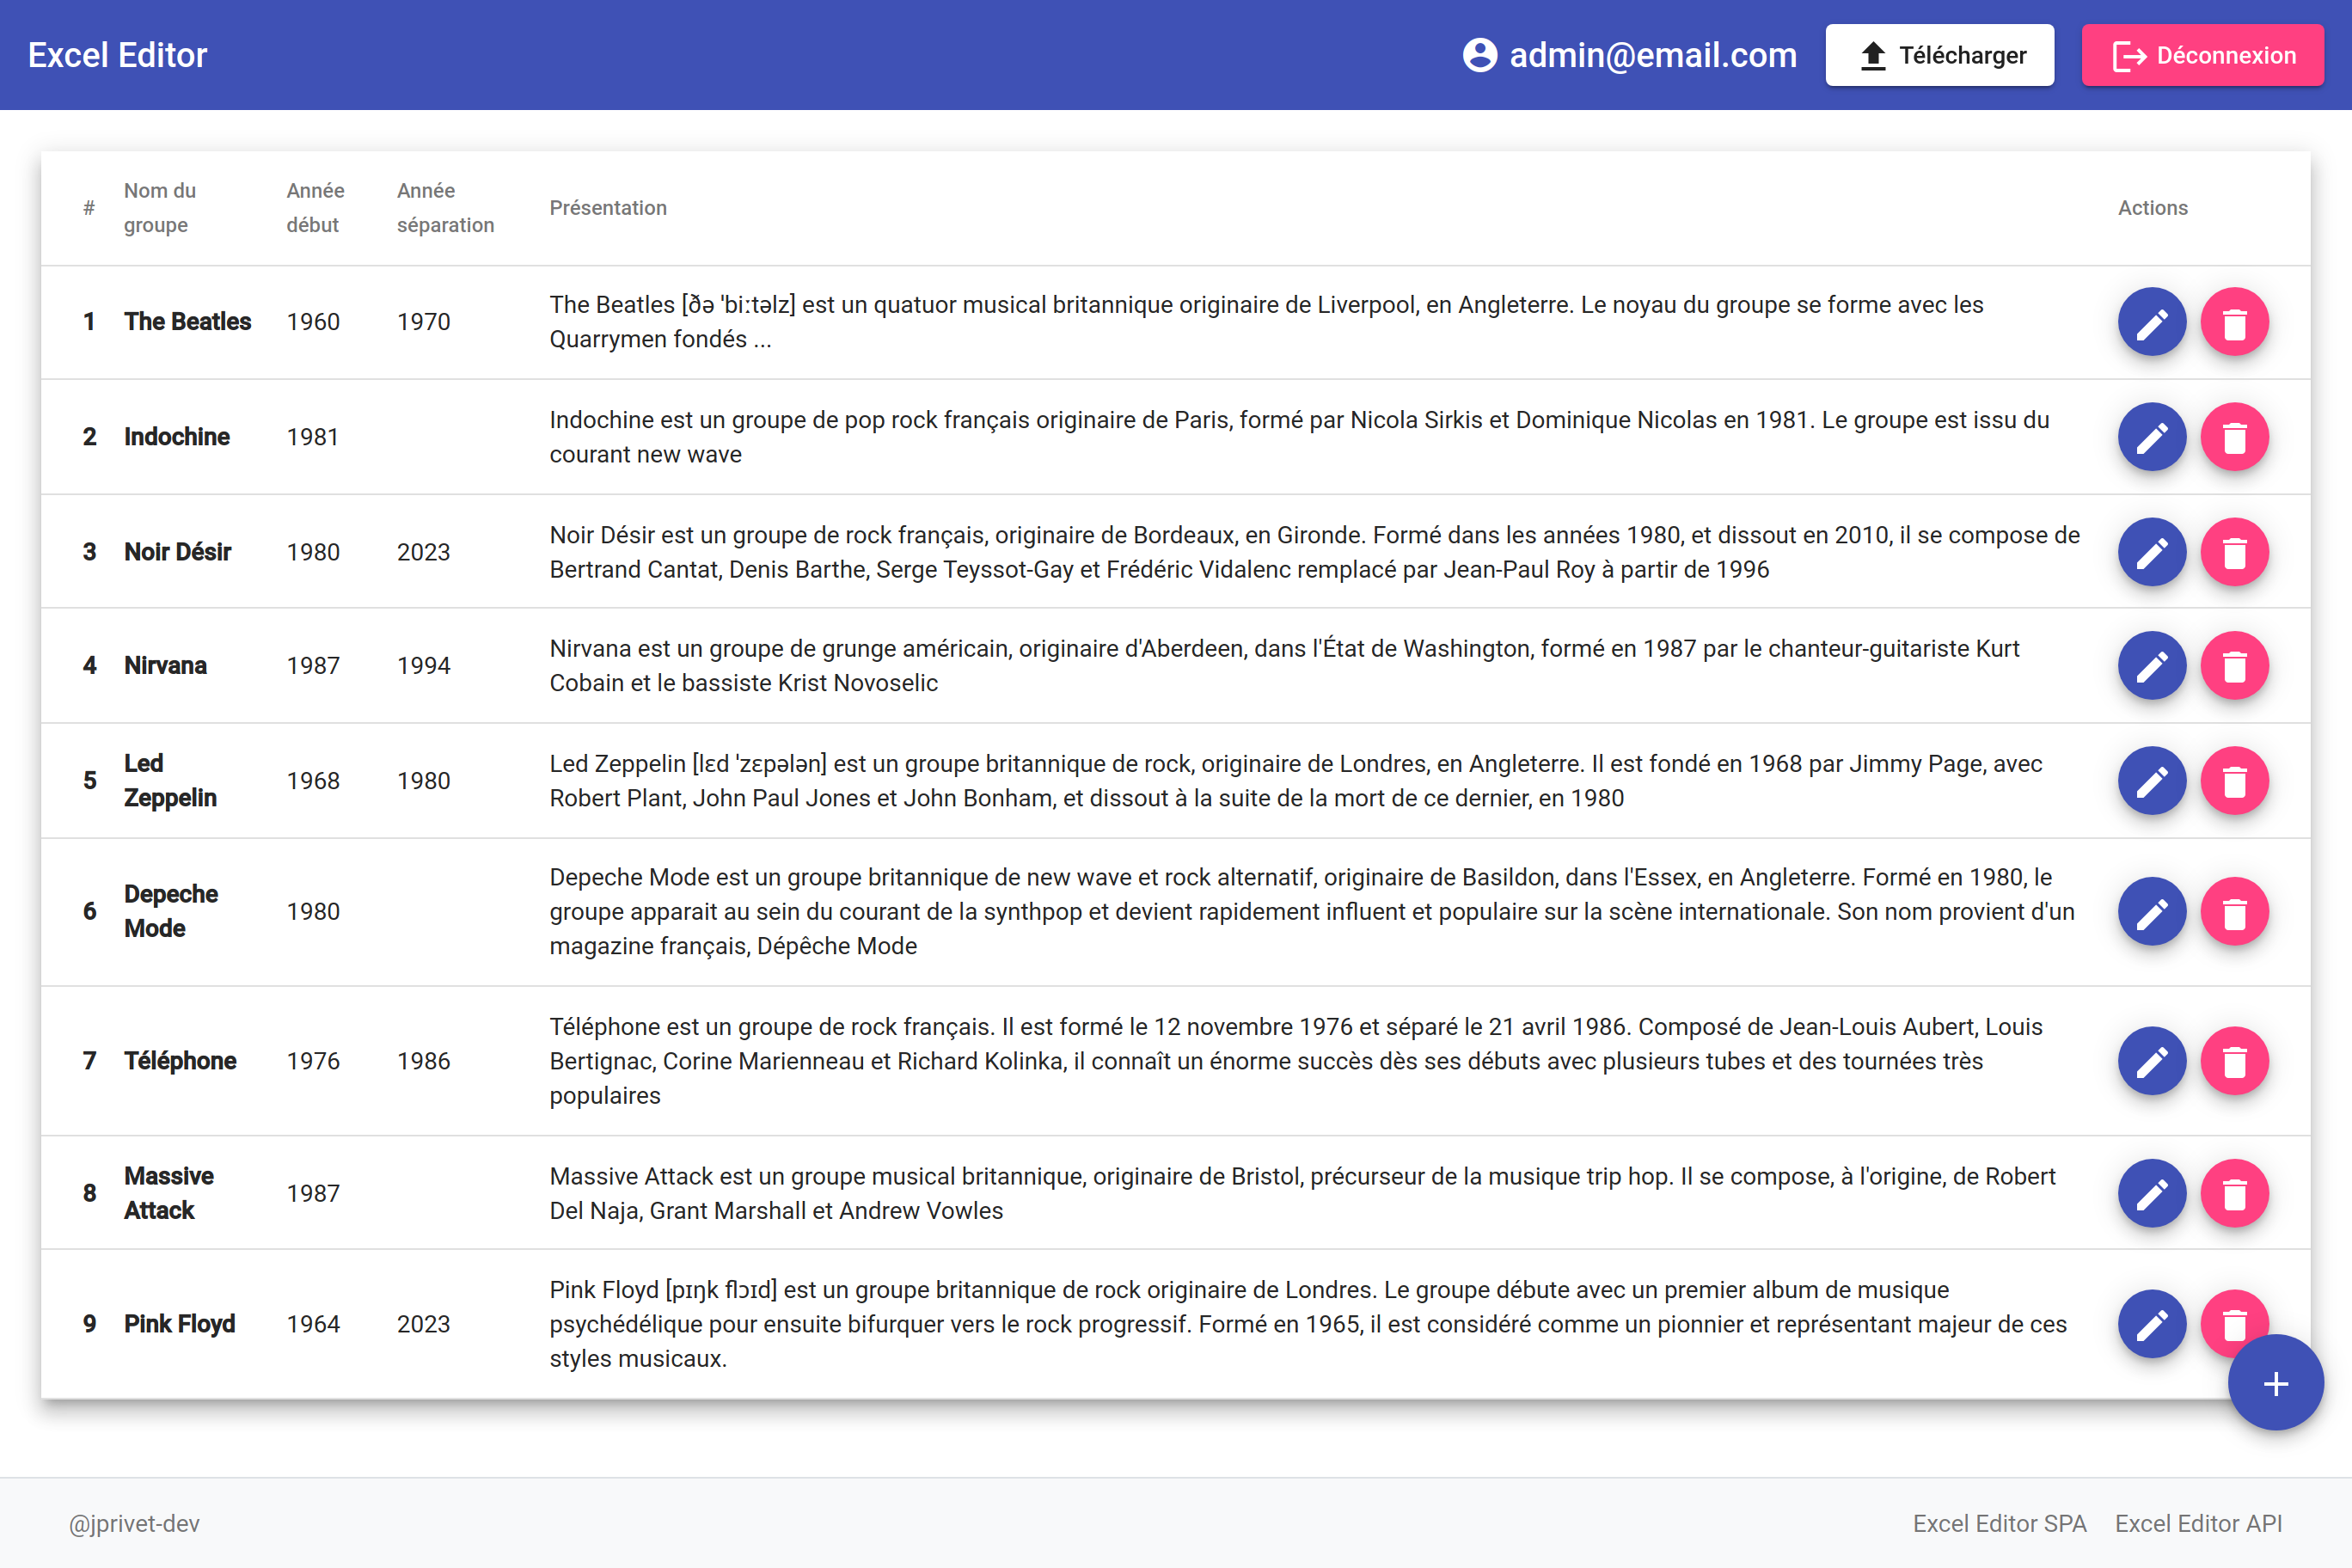 Excel Editor
admin@email.com
Télécharger
Déconnexion
# Nom du groupe Année début Année séparation Présentation Actions
1 The Beatles 1960 1970 The Beatles [ðə 'biːtəlz] est un quatuor musical britannique originaire de Liverpool, en Angleterre. Le noyau du groupe se forme avec les
Quarrymen fondés ...
2 Indochine 1981 Indochine est un groupe de pop rock français originaire de Paris, formé par Nicola Sirkis et Dominique Nicolas en 1981. Le groupe est issu du
courant new wave
3 Noir Désir 1980 2023 Noir Désir est un groupe de rock français, originaire de Bordeaux, en Gironde. Formé dans les années 1980, et dissout en 2010, il se compose de
Bertrand Cantat, Denis Barthe, Serge Teyssot-Gay et Frédéric Vidalenc remplacé par Jean-Paul Roy à partir de 1996
4 Nirvana 1987 1994 Nirvana est un groupe de grunge américain, originaire d'Aberdeen, dans l'État de Washington, formé en 1987 par le chanteur-guitariste Kurt
Cobain et le bassiste Krist Novoselic
5 Led Zeppelin 1968 1980 Led Zeppelin [lɛd 'zɛpələn] est un groupe britannique de rock, originaire de Londres, en Angleterre. Il est fondé en 1968 par Jimmy Page, avec
Robert Plant, John Paul Jones et John Bonham, et dissout à la suite de la mort de ce dernier, en 1980
6 Depeche Mode 1980 Depeche Mode est un groupe britannique de new wave et rock alternatif, originaire de Basildon, dans l'Essex, en Angleterre. Formé en 1980, le
groupe apparait au sein du courant de la synthpop et devient rapidement influent et populaire sur la scène internationale. Son nom provient d'un
magazine français, Dépêche Mode
7 Téléphone 1976 1986 Téléphone est un groupe de rock français. Il est formé le 12 novembre 1976 et séparé le 21 avril 1986. Composé de Jean-Louis Aubert, Louis
Bertignac, Corine Marienneau et Richard Kolinka, il connaît un énorme succès dès ses débuts avec plusieurs tubes et des tournées très
populaires
8 Massive Attack 1987 Massive Attack est un groupe musical britannique, originaire de Bristol, précurseur de la musique trip hop. Il se compose, à l'origine, de Robert
Del Naja, Grant Marshall et Andrew Vowles
9 Pink Floyd 1964 2023 Pink Floyd [pɪŋk flɔɪd] est un groupe britannique de rock originaire de Londres. Le groupe débute avec un premier album de musique
psychédélique pour ensuite bifurquer vers le rock progressif. Formé en 1965, il est considéré comme un pionnier et représentant majeur de ces
styles musicaux.
@jprivet-dev
Excel Editor SPA
Excel Editor API